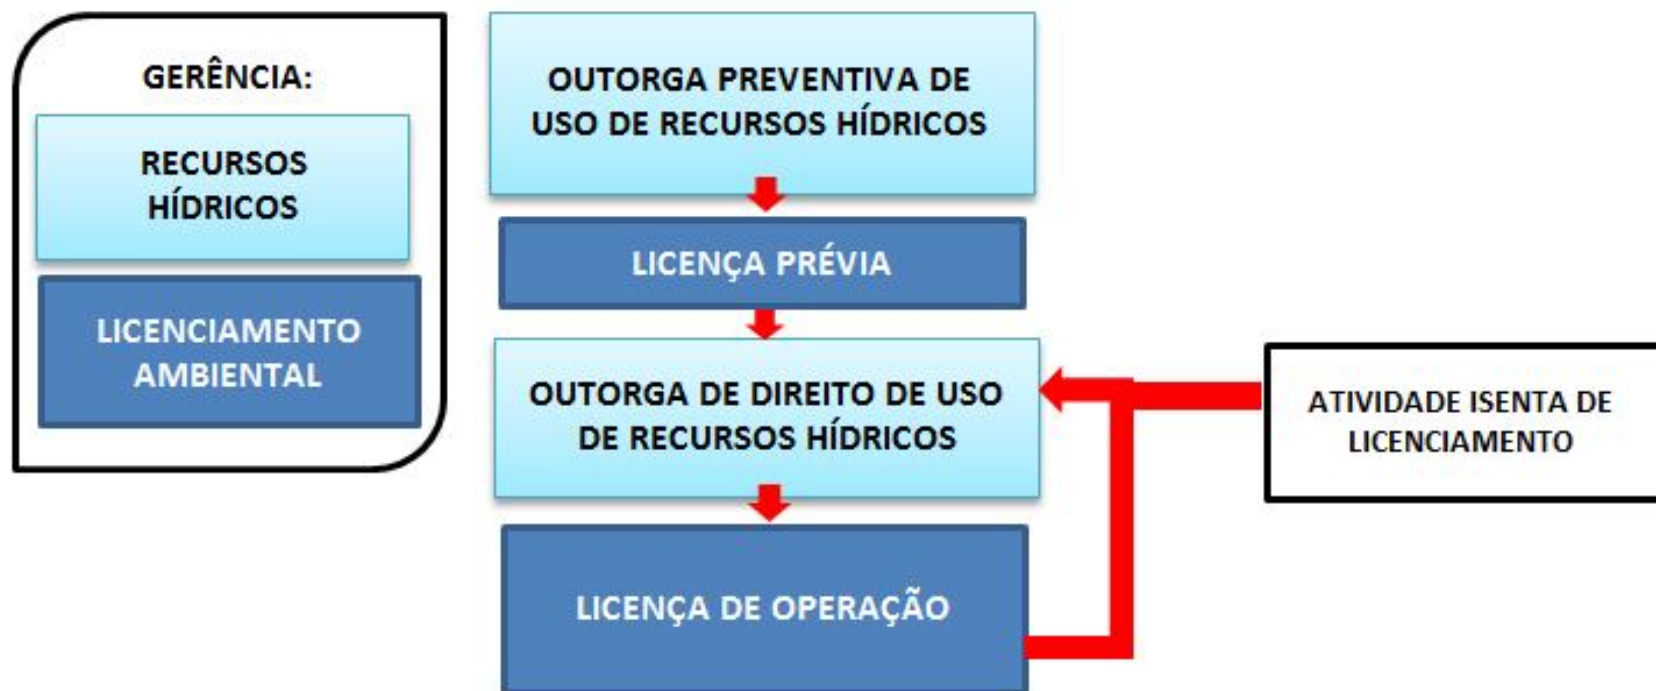 GERÊNCIA:
RECURSOS
HÍDRICOS
LICENCIAMENTO
AMBIENTAL
OUTORGA PREVENTIVA DE
USO DE RECURSOS HÍDRICOS
LICENÇA PRÉVIA
OUTORGA DE DIREITO DE USO
DE RECURSOS HÍDRICOS
LICENÇA DE OPERAÇÃO
ATIVIDADE ISENTA DE
LICENCIAMENTO